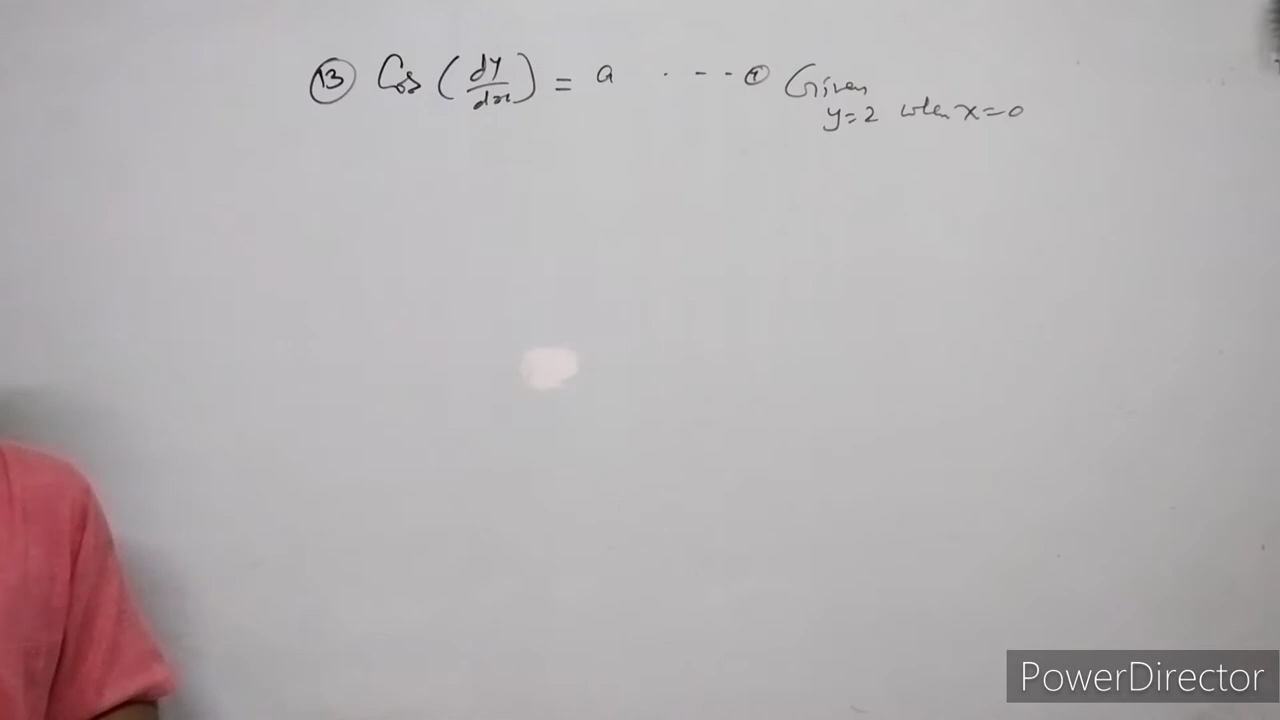 13 Cos (dy/dx) = a . - - - ① Given
y=2 when x=0
PowerDirector